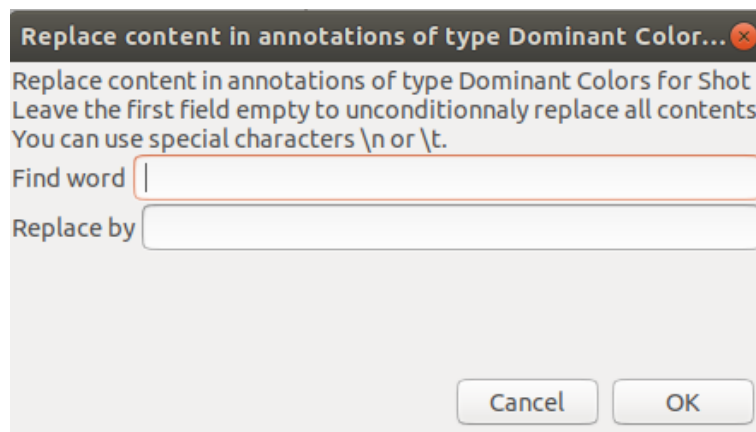 Replace content in annotations of type Dominant Color...
Replace content in annotations of type Dominant Colors for Shot
Leave the first field empty to unconditionnaly replace all contents
You can use special characters \n or \t.
Find word
Replace by
Cancel OK